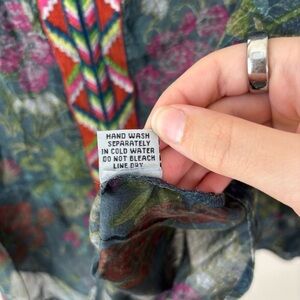 HAND WASH
SEPARATELY
IN COLD WATER
DO NOT BLEACH
LINE DRY